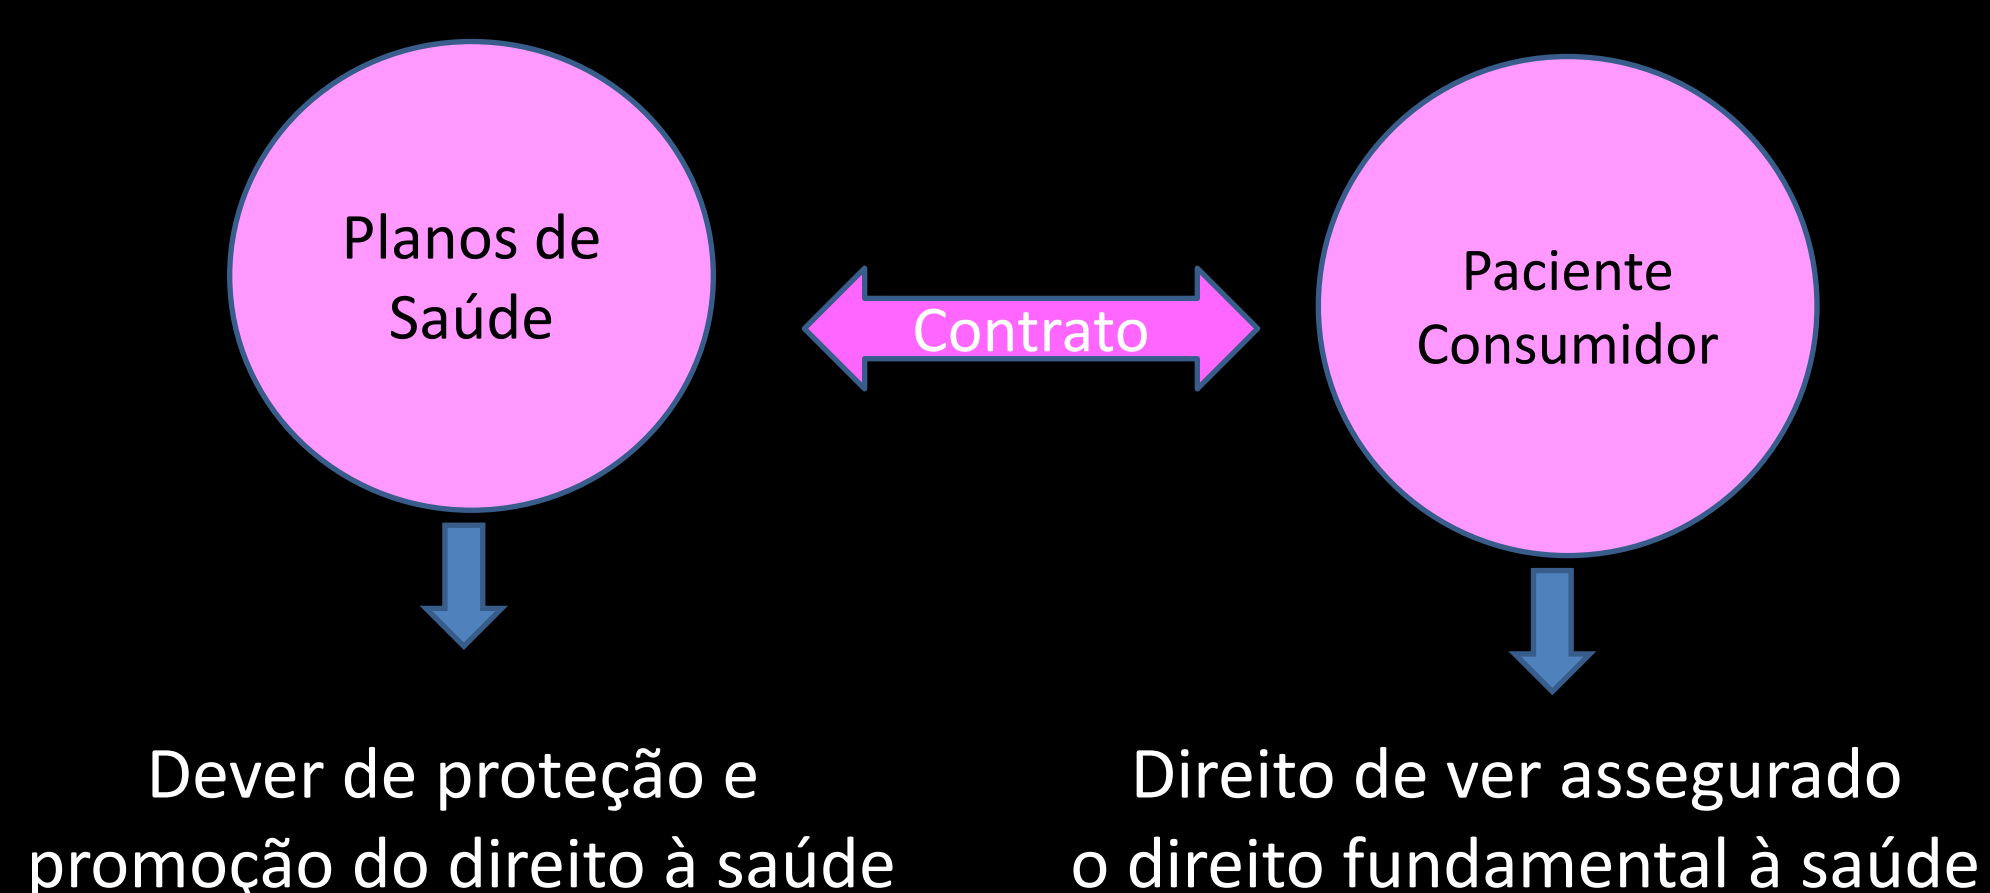 Planos de
Saúde
Contrato
Paciente
Consumidor
Dever de proteção e
promoção do direito à saúde
Direito de ver assegurado
o direito fundamental à saúde